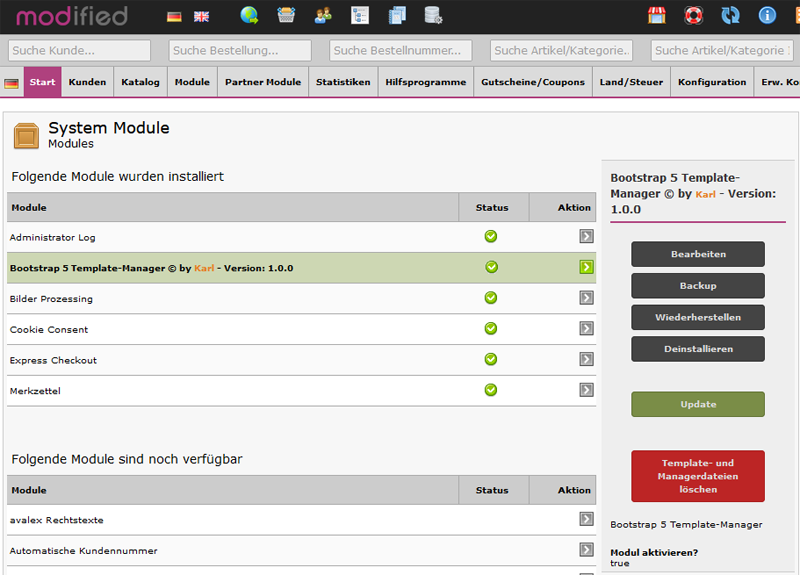 modified
Suche Kunde... Suche Bestellung... Suche Bestellnummer... Suche Artikel/Kategorie.. Suche Artikel/Kategorie
Start Kunden Katalog Module Partner Module Statistiken Hilfsprogramme Gutscheine/Coupons Land/Steuer Konfiguration Erw. Ko
System Module
Modules
Folgende Module wurden installiert
Module Status Aktion
Administrator Log
Bootstrap 5 Template-Manager © by Karl - Version: 1.0.0
Bilder Prozessing
Cookie Consent
Express Checkout
Merkzettel
Folgende Module sind noch verfügbar
Module Status Aktion
avalex Rechtstexte
Automatische Kundennummer
Bootstrap 5 Template-
Manager © by Karl - Version:
1.0.0
Bearbeiten
Backup
Wiederherstellen
Deinstallieren
Update
Template- und
Managerdateien
löschen
Bootstrap 5 Template-Manager
Modul aktivieren?
true